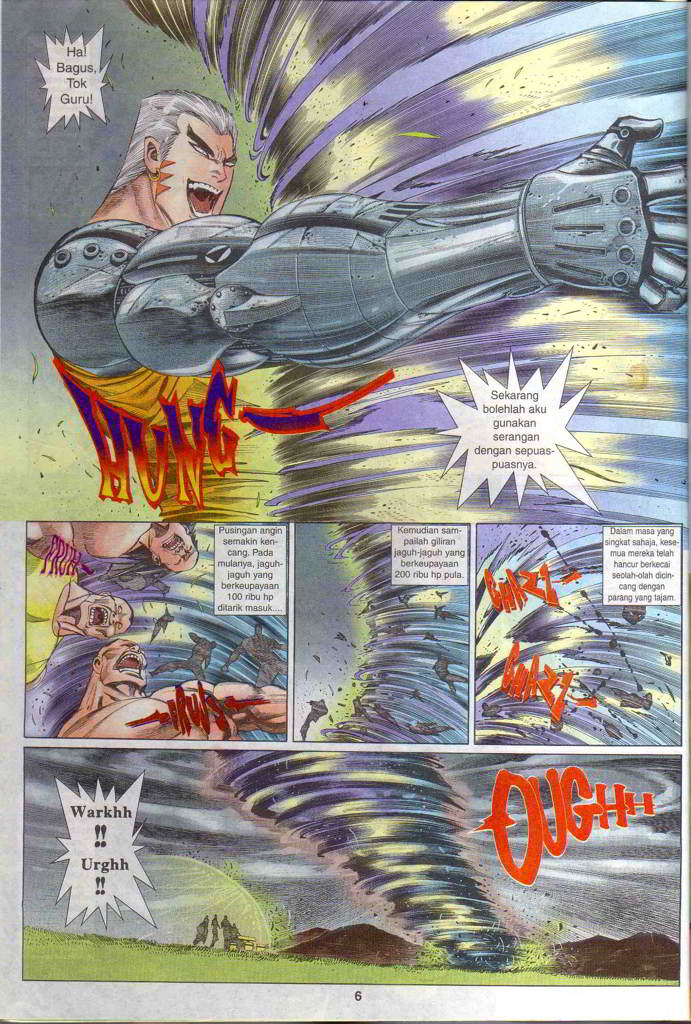 Ha!
Bagus,
Tok
Guru!
HUNG
Sekarang
bolehlah aku
gunakan
serangan
dengan sepuas-
puasnya.
PRUH
Pusingan angin
semakin ken-
cang. Pada
mulanya, jaguh-
jaguh yang
berkeupayaan
100 ribu hp
ditarik masuk....
Kemudian sam-
pailah giliran
jaguh-jaguh yang
berkeupayaan
200 ribu hp pula.
Dalam masa yang
singkat sahaja, kese-
mua mereka telah
hancur berkecai
seolah-olah dicin-
cang dengan
parang yang tajam.
Warkhh
!!
Urghh
!!
OUGHHH
6